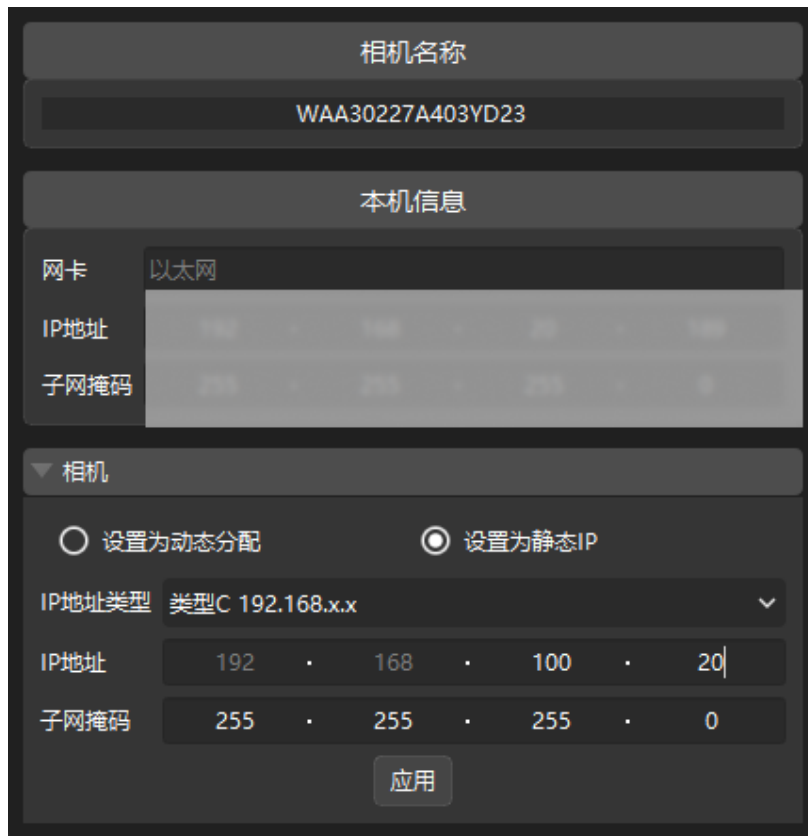 相机名称
WAA30227A403YD23
本机信息
网卡 以太网
IP地址
子网掩码
相机
设置为动态分配 设置为静态IP
IP地址类型 类型C 192.168.x.x
IP地址 192 . 168 . 100 . 20
子网掩码 255 . 255 . 255 . 0
应用